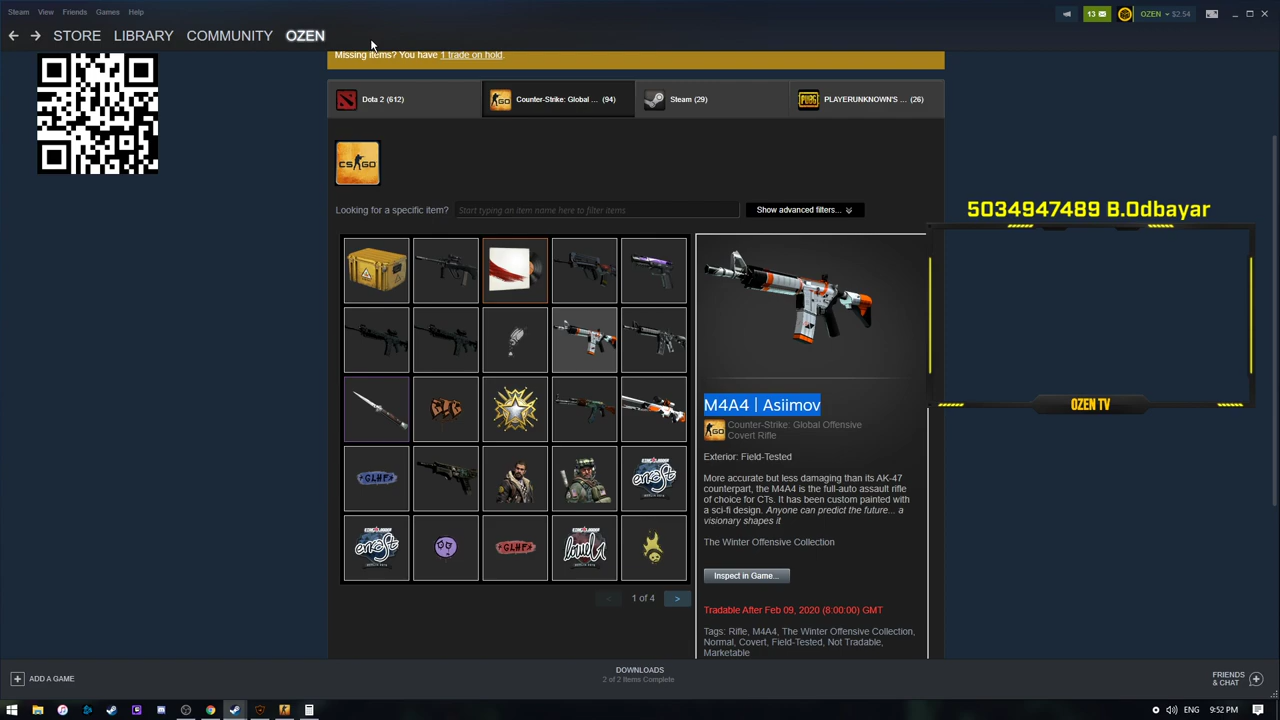 Steam View Friends Games Help
13 OZEN $2.54
STORE LIBRARY COMMUNITY OZEN
Missing items? You have 1 trade on hold.
Dota 2 (612) Counter-Strike: Global ... (94) Steam (29) PLAYERUNKNOWN'S ... (26)
CS GO
Looking for a specific item? Start typing an item name here to filter items Show advanced filters...
5034947489 B.Odbayar
M4A4 | Asiimov
Counter-Strike: Global Offensive
Covert Rifle
Exterior: Field-Tested
More accurate but less damaging than its AK-47
counterpart, the M4A4 is the full-auto assault rifle
of choice for CTs. It has been custom painted with
a sci-fi design. Anyone can predict the future... a
visionary shapes it
The Winter Offensive Collection
Inspect in Game...
Tradable After Feb 09, 2020 (8:00:00) GMT
Tags: Rifle, M4A4, The Winter Offensive Collection,
Normal, Covert, Field-Tested, Not Tradable,
Marketable
OZEN TV
GLHF
GLHF
< 1 of 4 >
ADD A GAME
DOWNLOADS
2 of 2 Items Complete
FRIENDS
& CHAT
ENG 9:52 PM